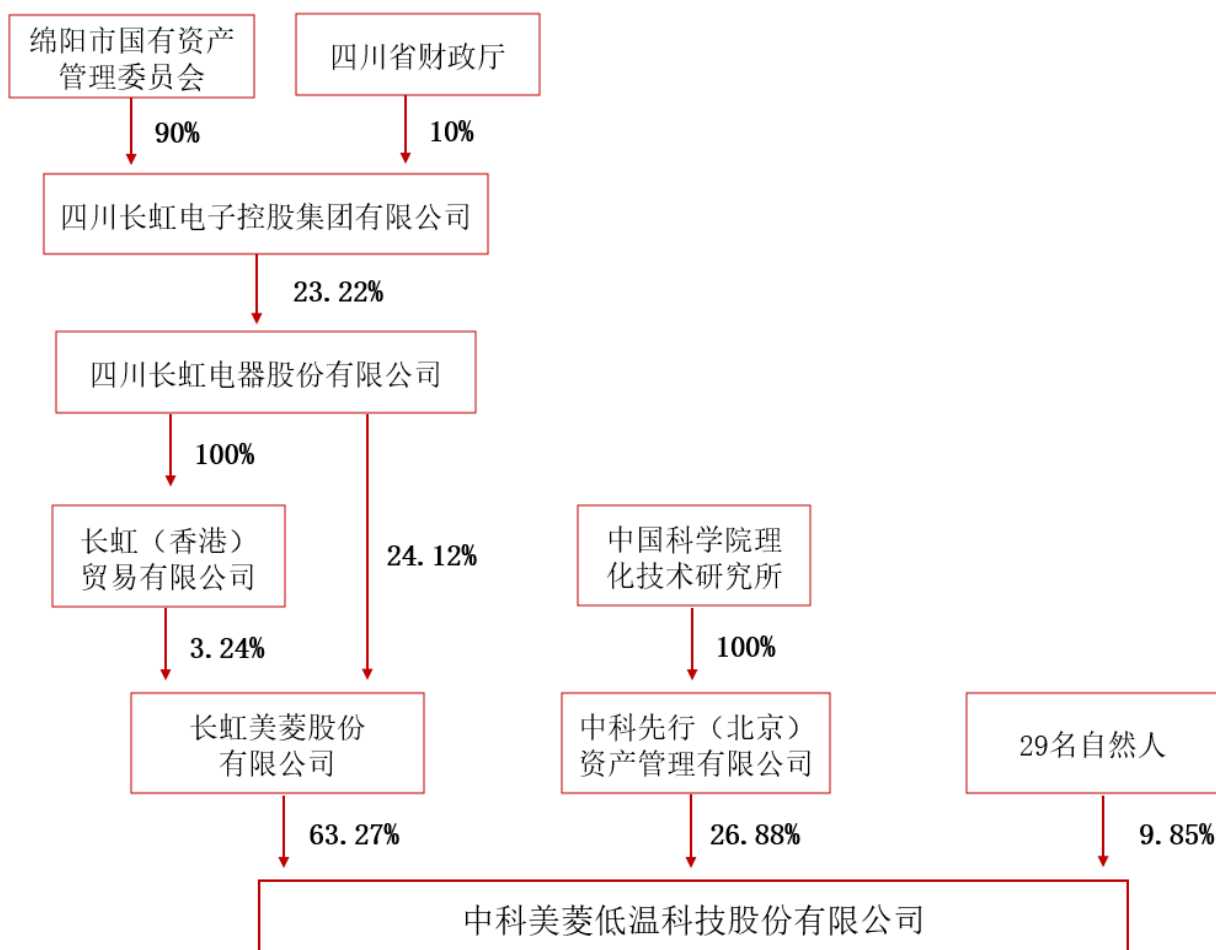 绵阳市国有资产
管理委员会
四川省财政厅
90%
10%
四川长虹电子控股集团有限公司
23.22%
四川长虹电器股份有限公司
100%
长虹（香港）
贸易有限公司
24.12%
中国科学院理
化技术研究所
3.24%
100%
长虹美菱股份
有限公司
中科先行（北京）
资产管理有限公司
29名自然人
63.27%
26.88%
9.85%
中科美菱低温科技股份有限公司